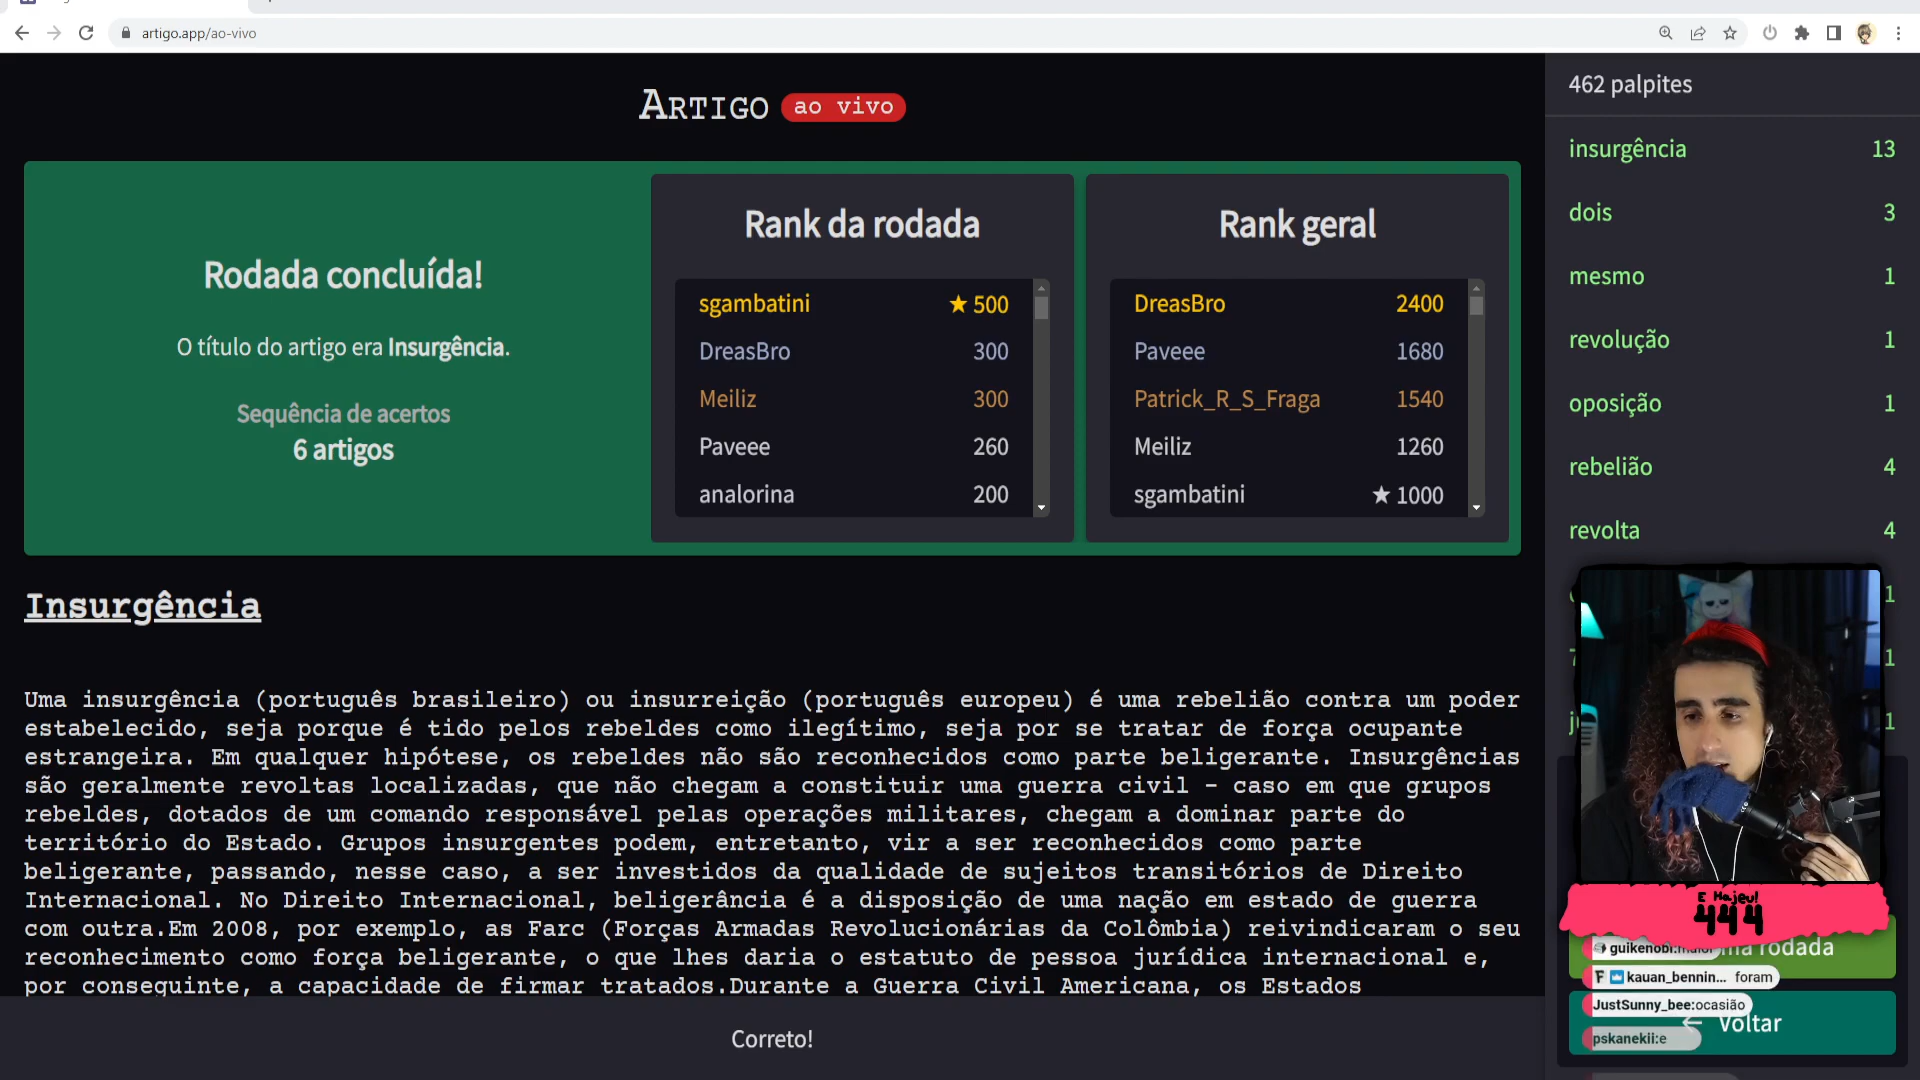 artigo.app/ao-vivo
ARTIGO ao vivo
Rodada concluída!
O título do artigo era Insurgência.
Sequência de acertos
6 artigos
Rank da rodada
sgambatini ★ 500
DreasBro 300
Meiliz 300
Paveee 260
analorina 200
Rank geral
DreasBro 2400
Paveee 1680
Patrick_R_S_Fraga 1540
Meiliz 1260
sgambatini ★ 1000
Insurgência
Uma insurgência (português brasileiro) ou insurreição (português europeu) é uma rebelião contra um poder
estabelecido, seja porque é tido pelos rebeldes como ilegítimo, seja por se tratar de força ocupante
estrangeira. Em qualquer hipótese, os rebeldes não são reconhecidos como parte beligerante. Insurgências
são geralmente revoltas localizadas, que não chegam a constituir uma guerra civil - caso em que grupos
rebeldes, dotados de um comando responsável pelas operações militares, chegam a dominar parte do
território do Estado. Grupos insurgentes podem, entretanto, vir a ser reconhecidos como parte
beligerante, passando, nesse caso, a ser investidos da qualidade de sujeitos transitórios de Direito
Internacional. No Direito Internacional, beligerância é a disposição de uma nação em estado de guerra
com outra.Em 2008, por exemplo, as Farc (Forças Armadas Revolucionárias da Colômbia) reivindicaram o seu
reconhecimento como força beligerante, o que lhes daria o estatuto de pessoa jurídica internacional e,
por conseguinte, a capacidade de firmar tratados.Durante a Guerra Civil Americana, os Estados
Correto!
462 palpites
insurgência 13
dois 3
mesmo 1
revolução 1
oposição 1
rebelião 4
revolta 4
1
1
1
E Hajeu!
444
guikenobi:
rodada
kauan_bennin... foram
JustSunny_bee:ocasião
← Voltar
pskanekii:e